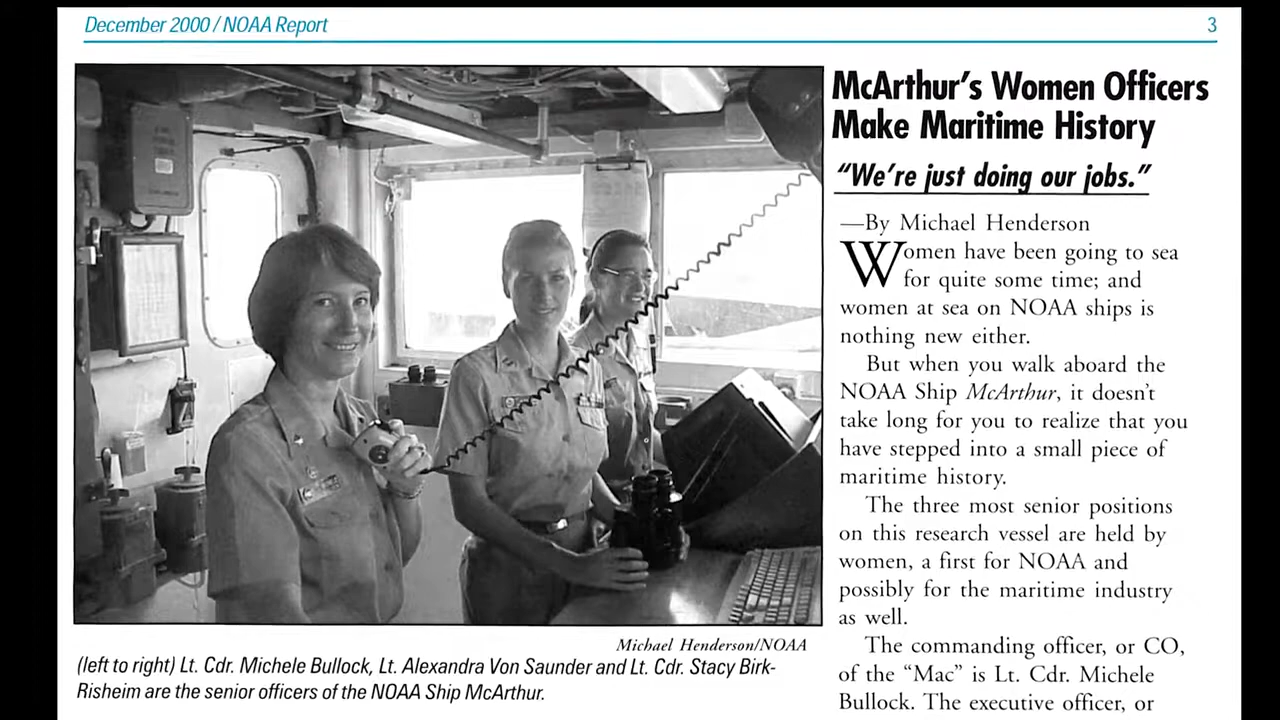 December 2000 / NOAA Report
3
McArthur's Women Officers
Make Maritime History
"We're just doing our jobs."
—By Michael Henderson
Women have been going to sea
for quite some time; and
women at sea on NOAA ships is
nothing new either.
But when you walk aboard the
NOAA Ship McArthur, it doesn't
take long for you to realize that you
have stepped into a small piece of
maritime history.
The three most senior positions
on this research vessel are held by
women, a first for NOAA and
possibly for the maritime industry
as well.
The commanding officer, or CO,
of the "Mac" is Lt. Cdr. Michele
Bullock. The executive officer, or
Michael Henderson/NOAA
(left to right) Lt. Cdr. Michele Bullock, Lt. Alexandra Von Saunder and Lt. Cdr. Stacy Birk-
Risheim are the senior officers of the NOAA Ship McArthur.